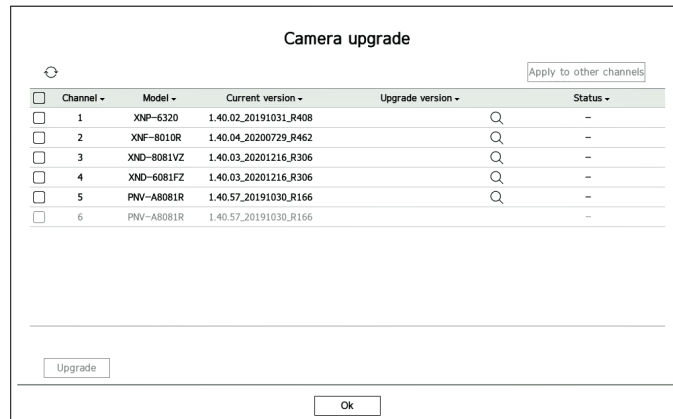 Camera upgrade
Apply to other channels
Channel Model Current version Upgrade version Status
1 XNP-6320 1.40.02_20191031_R408 –
2 XNF-8010R 1.40.04_20200729_R462 –
3 XND-8081VZ 1.40.03_20201216_R306 –
4 XND-6081FZ 1.40.03_20201216_R306 –
5 PNV-A8081R 1.40.57_20191030_R166 –
6 PNV-A8081R 1.40.57_20191030_R166 –
Upgrade
Ok